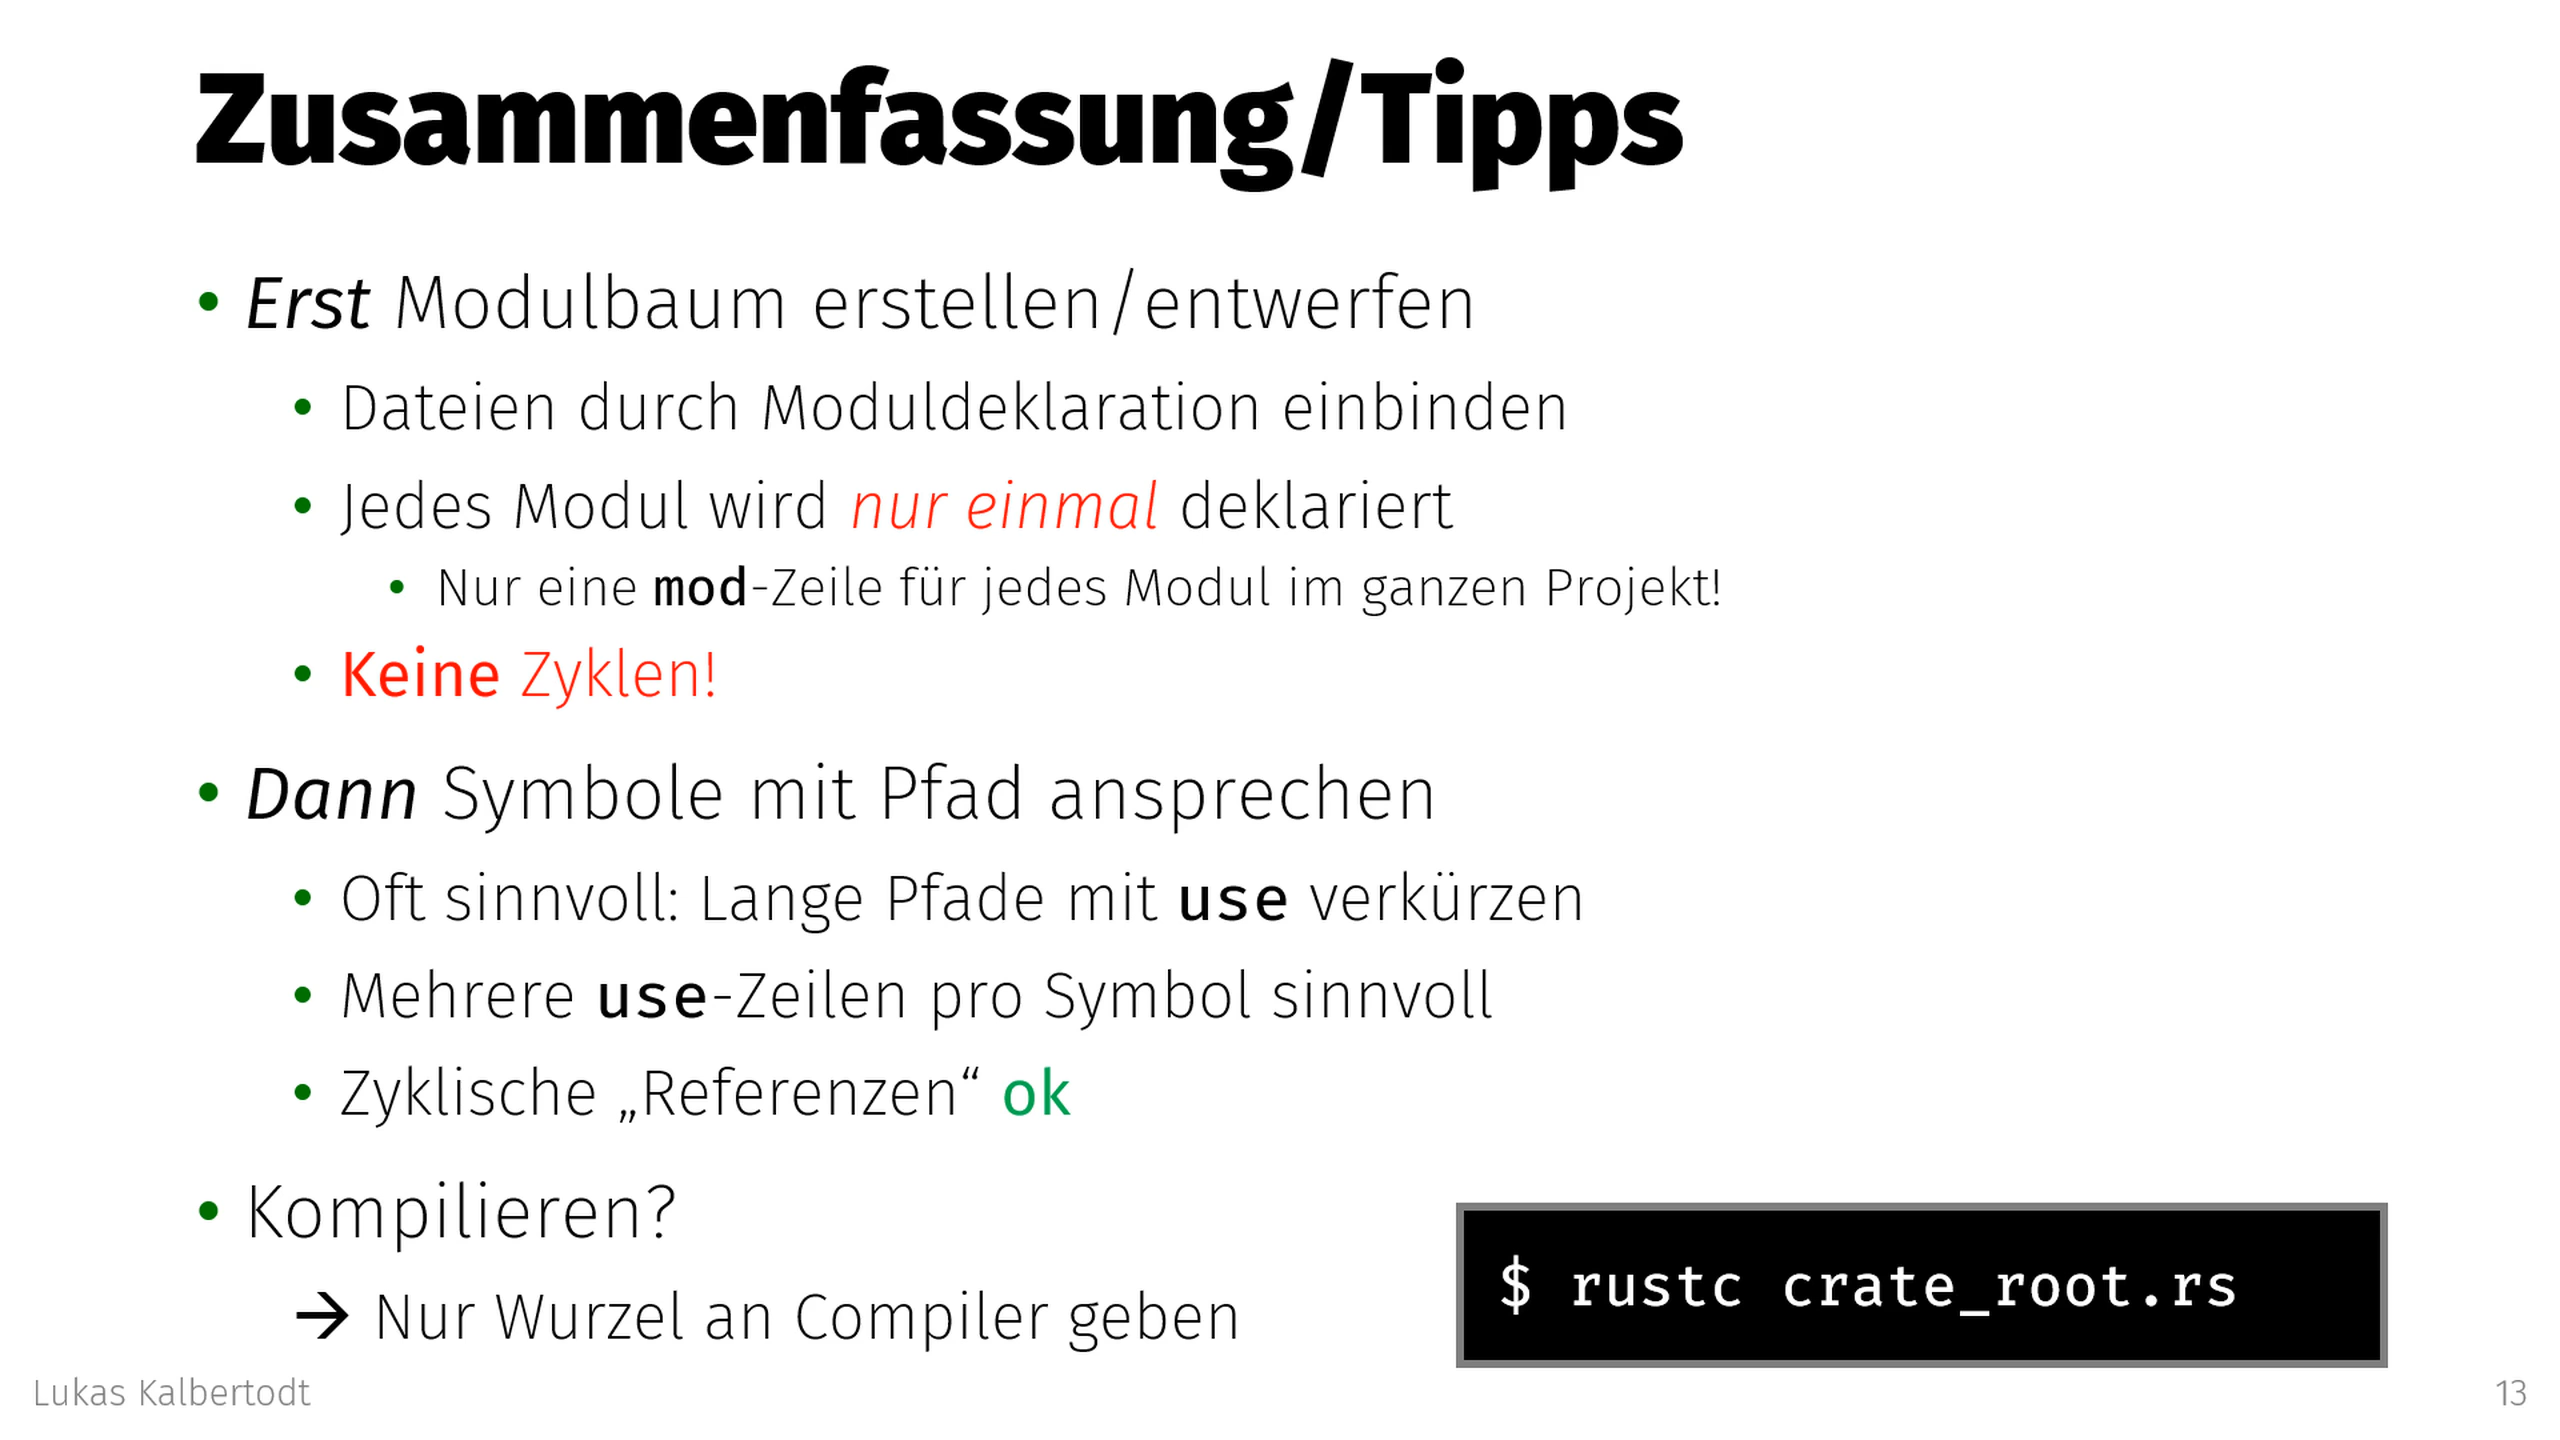 Zusammenfassung/Tipps
• Erst Modulbaum erstellen/entwerfen
• Dateien durch Moduldeklaration einbinden
• Jedes Modul wird nur einmal deklariert
• Nur eine mod-Zeile für jedes Modul im ganzen Projekt!
• Keine Zyklen!
• Dann Symbole mit Pfad ansprechen
• Oft sinnvoll: Lange Pfade mit use verkürzen
• Mehrere use-Zeilen pro Symbol sinnvoll
• Zyklische „Referenzen“ ok
• Kompilieren?
→ Nur Wurzel an Compiler geben
$ rustc crate_root.rs
Lukas Kalbertodt
13